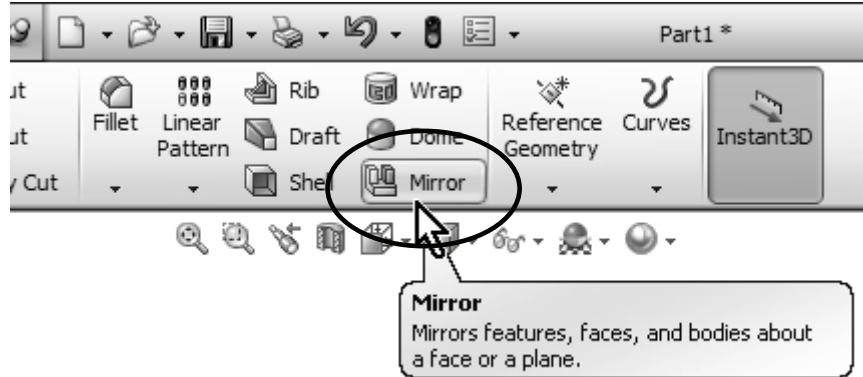 Part1 *
ut
Fillet
Linear
Pattern
Rib
Wrap
Reference
Geometry
Curves
Instant3D
ut
Draft
Dome
y Cut
Shell
Mirror
Mirror
Mirrors features, faces, and bodies about
a face or a plane.